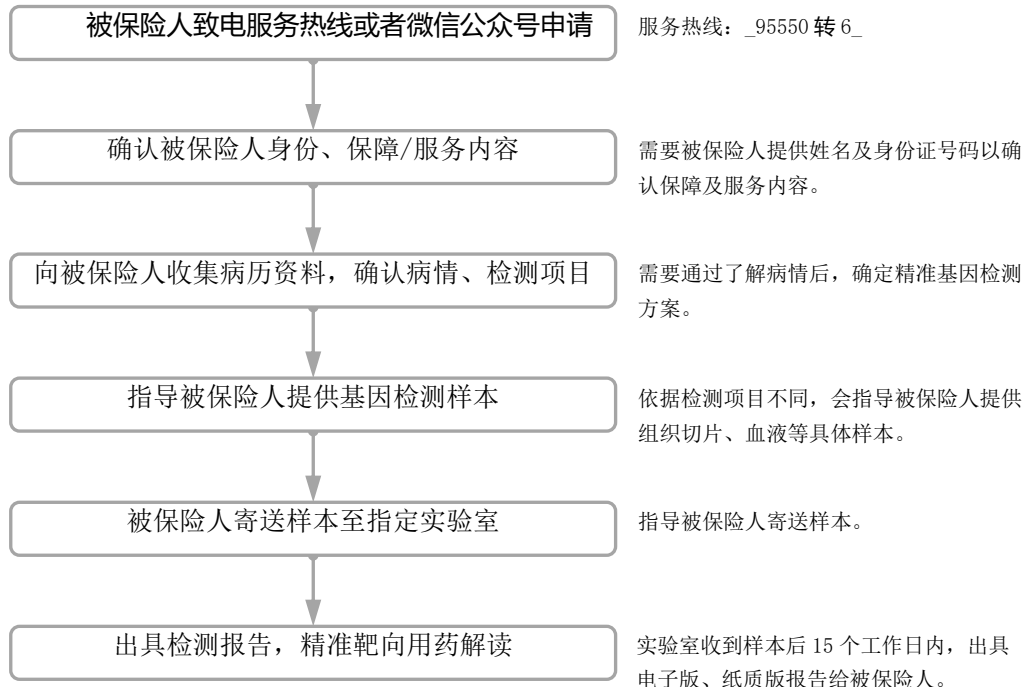 被保险人致电服务热线或者微信公众号申请
服务热线：_95550 转 6_
确认被保险人身份、保障/服务内容
需要被保险人提供姓名及身份证号码以确
认保障及服务内容。
向被保险人收集病历资料，确认病情、检测项目
需要通过了解病情后，确定精准基因检测
方案。
指导被保险人提供基因检测样本
依据检测项目不同，会指导被保险人提供
组织切片、血液等具体样本。
被保险人寄送样本至指定实验室
指导被保险人寄送样本。
出具检测报告，精准靶向用药解读
实验室收到样本后 15 个工作日内，出具
电子版、纸质版报告给被保险人。